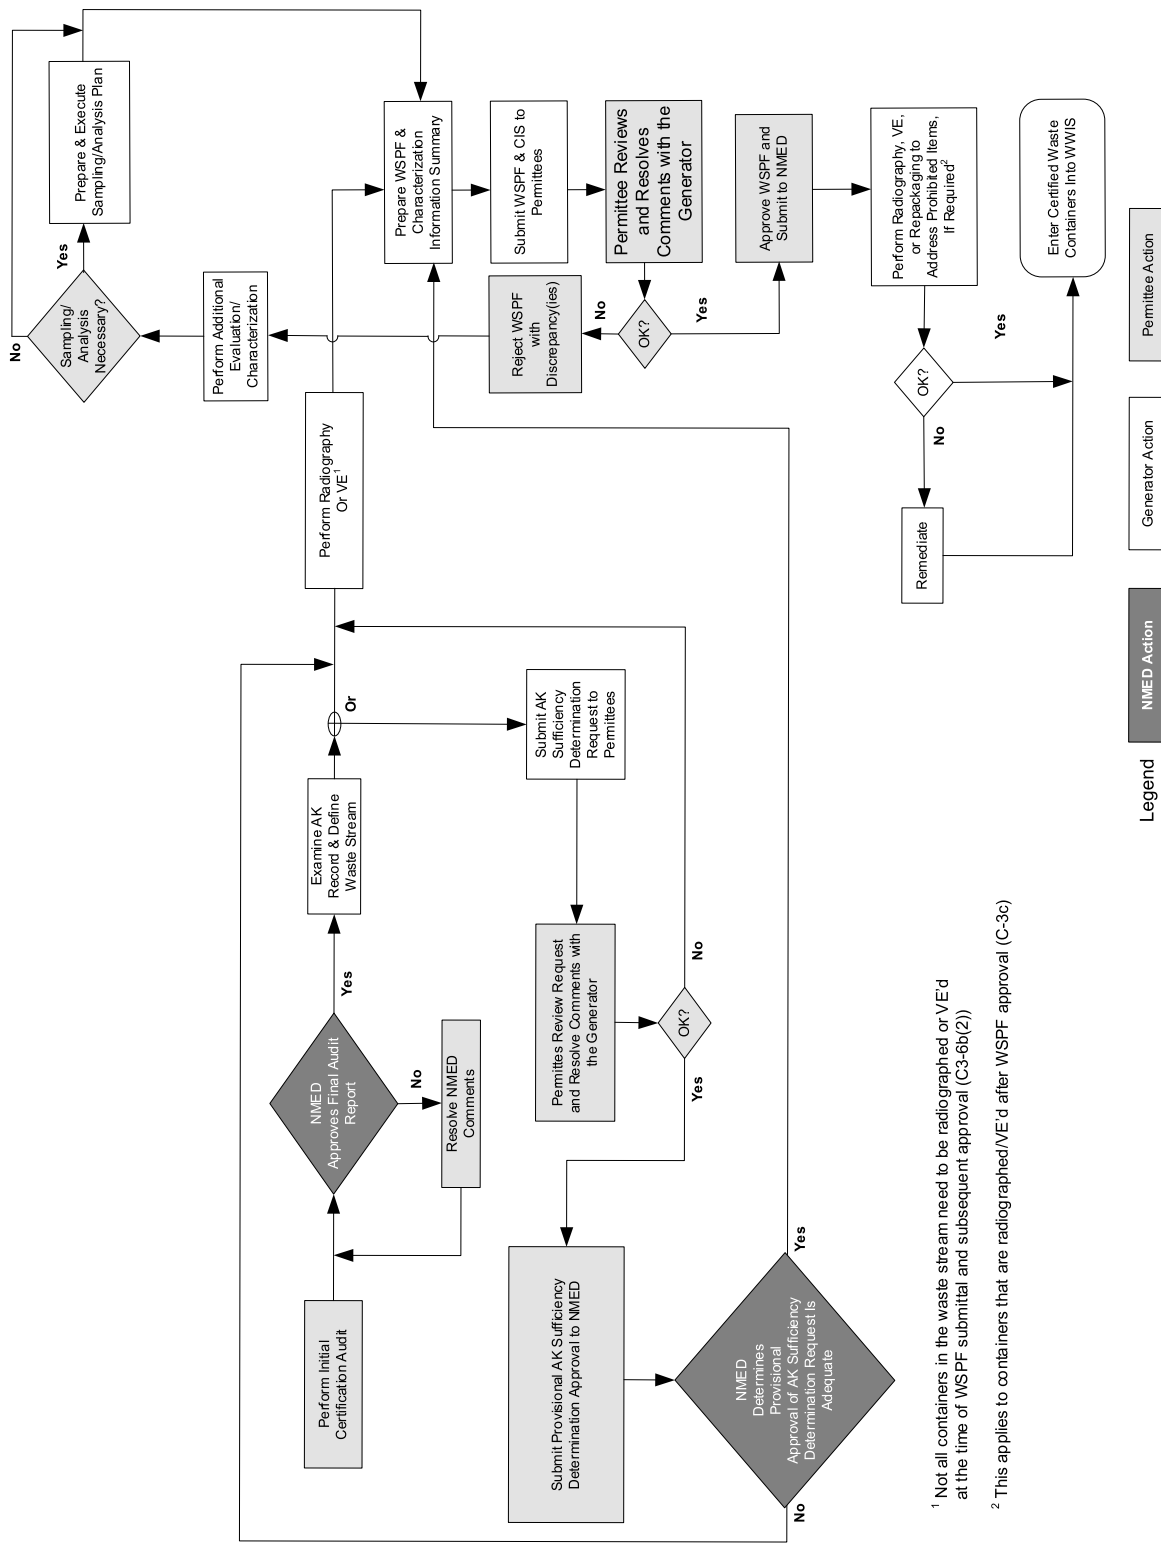 Perform Initial
Certification Audit
NMED
Approves Final Audit
Report
Yes
No
Resolve NMED
Comments
Examine AK
Record & Define
Waste Stream
Or
Submit AK
Sufficiency
Determination
Request to
Permittees
Permittes Review Request
and Resolve Comments with
the Generator
OK?
No
Yes
Submit Provisional AK Sufficiency
Determination Approval to NMED
NMED
Determines
Provisional
Approval of AK Sufficiency
Determination Request Is
Adequate
No
Yes
Perform Radiography
Or VE1
Prepare WSPF &
Characterization
Information Summary
Submit WSPF & CIS to
Permittees
Permittee Reviews
and Resolves
Comments with the
Generator
OK?
No
Yes
Reject WSPF
with
Discrepancy(ies)
Perform Additional
Evaluation/
Characterization
Sampling/
Analysis
Necessary?
No
Yes
Prepare & Execute
Sampling/Analysis Plan
Approve WSPF and
Submit to NMED
Perform Radiography, VE,
or Repackaging to
Address Prohibited Items,
If Required2
OK?
No
Yes
Remediate
Enter Certified Waste
Containers Into WWIS
1 Not all containers in the waste stream need to be radiographed or VE'd
at the time of WSPF submittal and subsequent approval (C3-6b(2))
2 This applies to containers that are radiographed/VE'd after WSPF approval (C-3c)
Legend
NMED Action
Generator Action
Permittee Action